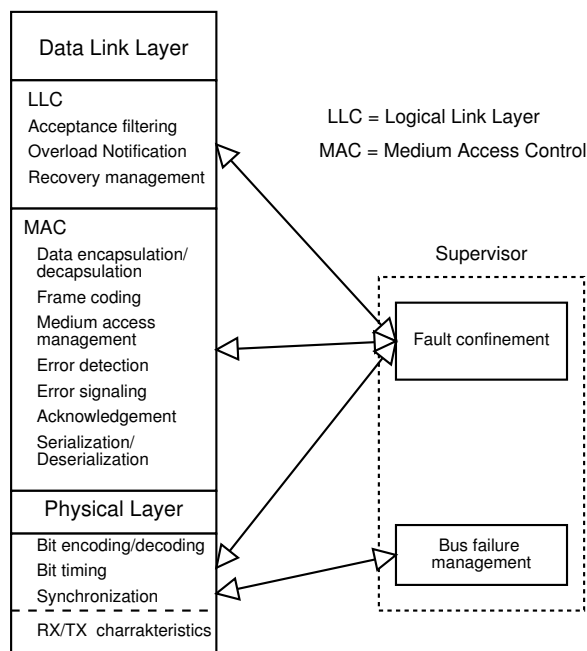 Data Link Layer
LLC
Acceptance filtering
Overload Notification
Recovery management
MAC
Data encapsulation/
decapsulation
Frame coding
Medium access
management
Error detection
Error signaling
Acknowledgement
Serialization/
Deserialization
Physical Layer
Bit encoding/decoding
Bit timing
Synchronization
RX/TX charrakteristics
LLC = Logical Link Layer
MAC = Medium Access Control
Supervisor
Fault confinement
Bus failure
management